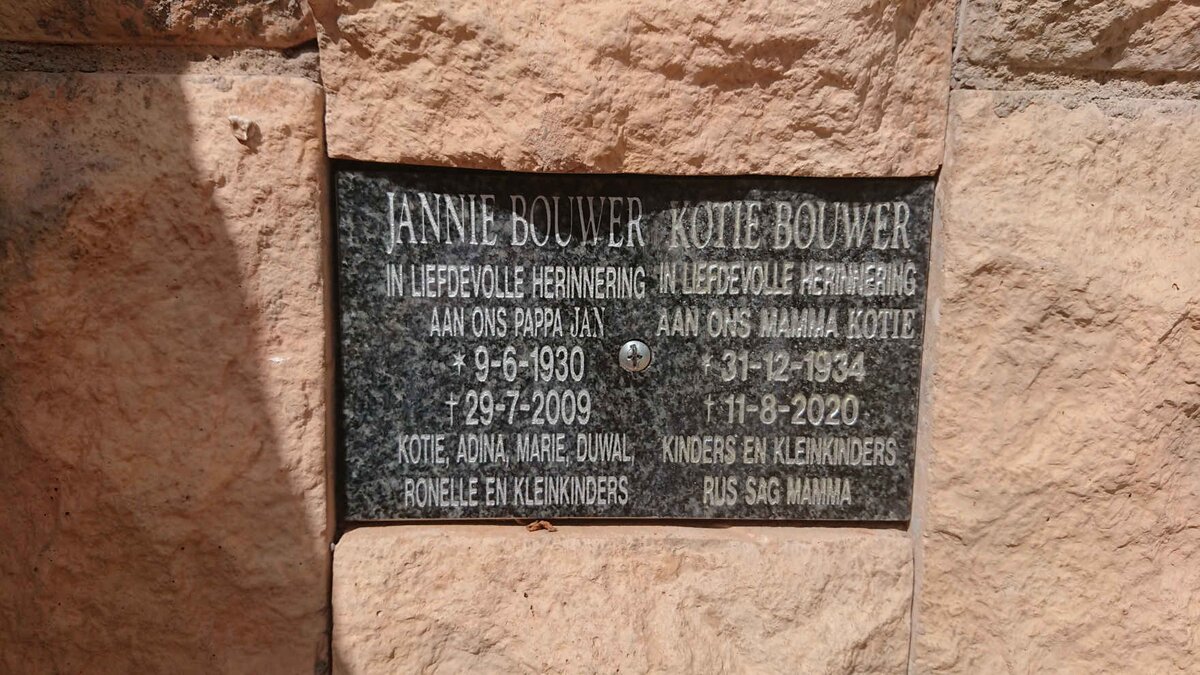 JANNIE BOUWER
IN LIEFDEVOLLE HERINNERING
AAN ONS PAPPA JAN
* 9-6-1930
† 29-7-2009
KOTIE, ADINA, MARIE, DUWAL,
RONELLE EN KLEINKINDERS
KOTIE BOUWER
IN LIEFDEVOLLE HERINNERING
AAN ONS MAMMA KOTIE
† 31-12-1934
† 11-8-2020
KINDERS EN KLEINKINDERS
RUS SAG MAMMA